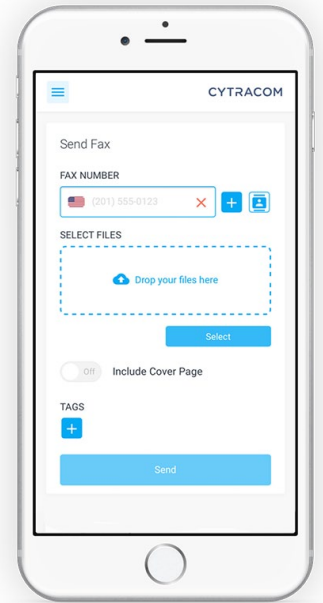 CYTRACOM
Send Fax
FAX NUMBER
(201) 555-0123
SELECT FILES
Drop your files here
Select
Off Include Cover Page
TAGS
Send